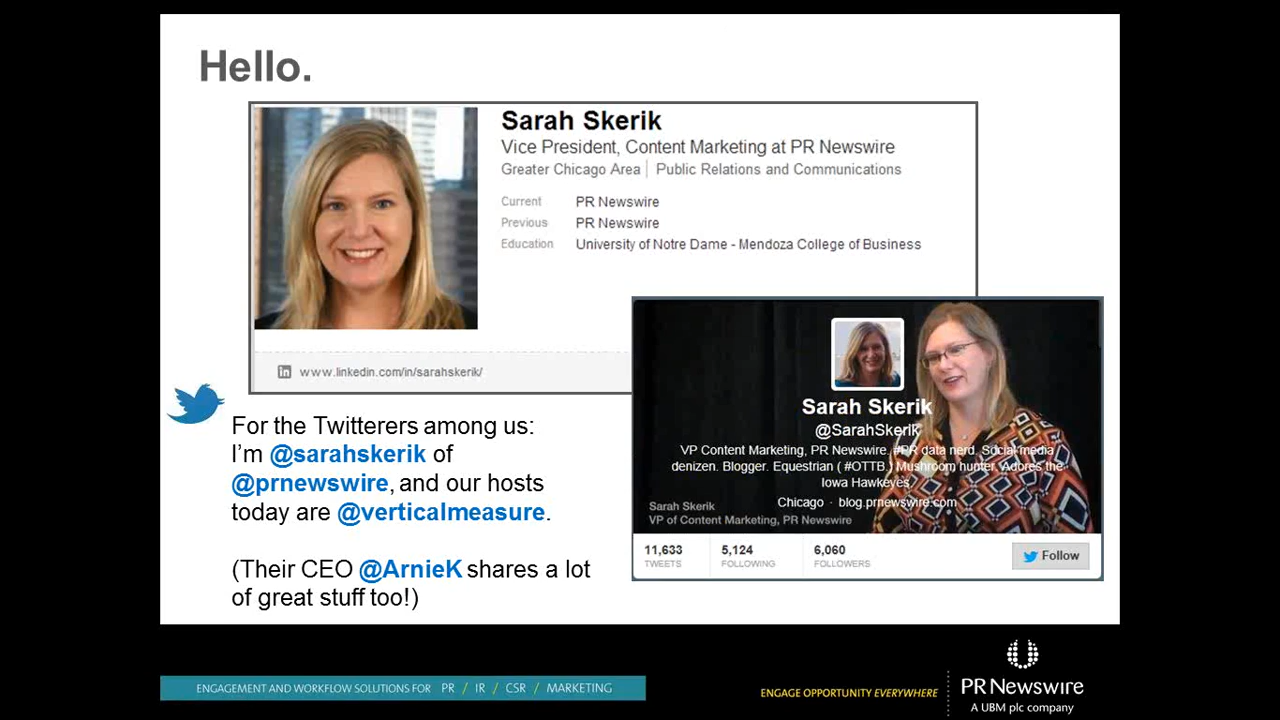 Hello.
Sarah Skerik
Vice President, Content Marketing at PR Newswire
Greater Chicago Area | Public Relations and Communications
Current PR Newswire
Previous PR Newswire
Education University of Notre Dame - Mendoza College of Business
in www.linkedin.com/in/sarahskerik/
For the Twitterers among us:
I'm @sarahskerik of
@prnewswire, and our hosts
today are @verticalmeasure.
(Their CEO @ArnieK shares a lot
of great stuff too!)
Sarah Skerik
@SarahSkerik
VP Content Marketing, PR Newswire. #PR data nerd. Social media
denizen. Blogger. Equestrian ( #OTTB.) Mushroom hunter. Adores the
Iowa Hawkeyes.
Chicago · blog.prnewswire.com
Sarah Skerik
VP of Content Marketing, PR Newswire
11,633 5,124 6,060
TWEETS FOLLOWING FOLLOWERS
Follow
ENGAGEMENT AND WORKFLOW SOLUTIONS FOR PR / IR / CSR / MARKETING
ENGAGE OPPORTUNITY EVERYWHERE
PR Newswire
A UBM plc company